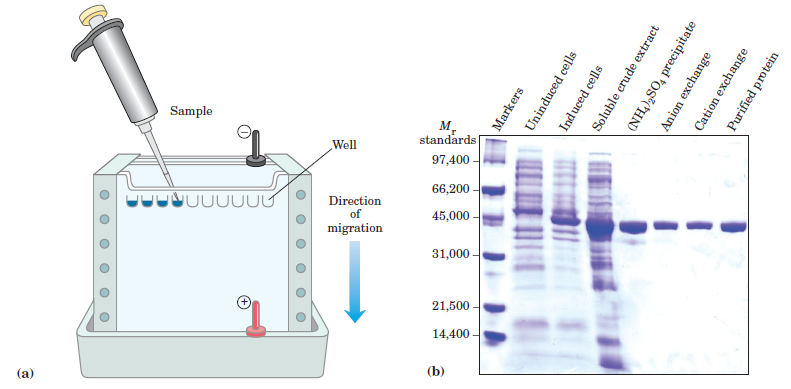 Sample
−
Well
Direction
of
migration
+
(a)
Markers
Uninduced cells
Induced cells
Soluble crude extract
(NH₄)₂SO₄ precipitate
Anion exchange
Cation exchange
Purified protein
Mᵣ
standards
97,400
66,200
45,000
31,000
21,500
14,400
(b)